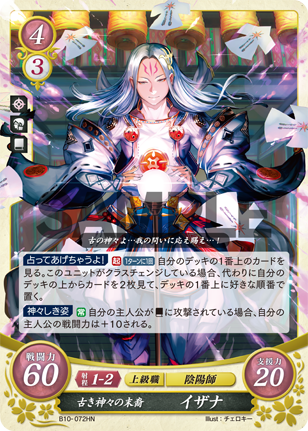 4
3
SAMPLE
古の神々よ…我の問いに応え賜え…！
占ってあげちゃうよ！ 起 1ターンに1回 自分のデッキの1番上のカードを
見る。このユニットがクラスチェンジしている場合、代わりに自分の
デッキの上からカードを2枚見て、デッキの1番上に好きな順番で
置く。
神々しき姿 常 自分の主人公が■に攻撃されている場合、自分の
主人公の戦闘力は＋10される。
戦闘力
60
射程 1-2 上級職 陰陽師
支援力
20
古き神々の末裔 イザナ
B10-072HN
Illust：チェロキー